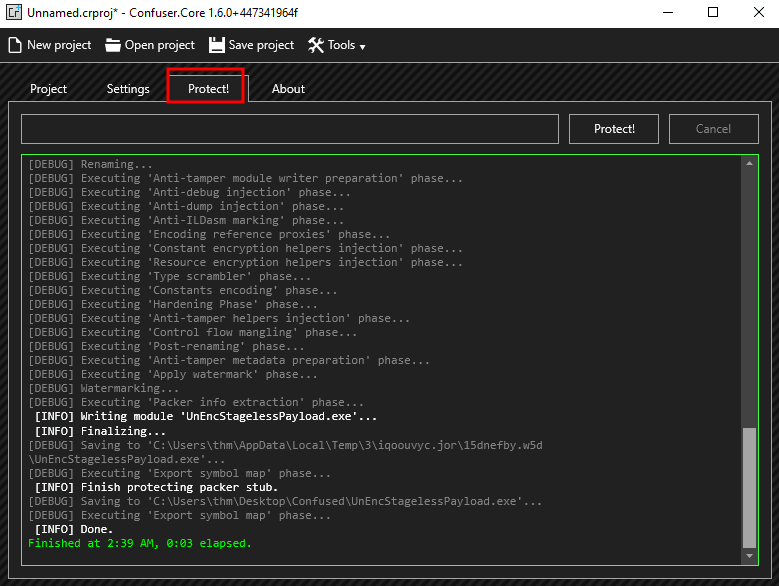 Unnamed.crproj* - Confuser.Core 1.6.0+447341964f
New project Open project Save project Tools
Project Settings Protect! About
Protect! Cancel
[DEBUG] Renaming...
[DEBUG] Executing 'Anti-tamper module writer preparation' phase...
[DEBUG] Executing 'Anti-debug injection' phase...
[DEBUG] Executing 'Anti-dump injection' phase...
[DEBUG] Executing 'Anti-ILDasm marking' phase...
[DEBUG] Executing 'Encoding reference proxies' phase...
[DEBUG] Executing 'Constant encryption helpers injection' phase...
[DEBUG] Executing 'Resource encryption helpers injection' phase...
[DEBUG] Executing 'Type scrambler' phase...
[DEBUG] Executing 'Constants encoding' phase...
[DEBUG] Executing 'Hardening Phase' phase...
[DEBUG] Executing 'Anti-tamper helpers injection' phase...
[DEBUG] Executing 'Control flow mangling' phase...
[DEBUG] Executing 'Post-renaming' phase...
[DEBUG] Executing 'Anti-tamper metadata preparation' phase...
[DEBUG] Executing 'Apply watermark' phase...
[DEBUG] Watermarking...
[DEBUG] Executing 'Packer info extraction' phase...
[INFO] Writing module 'UnEncStagelessPayload.exe'...
[INFO] Finalizing...
[DEBUG] Saving to 'C:\Users\thm\AppData\Local\Temp\3\iqoouvyc.jor\15dnefby.w5d
\UnEncStagelessPayload.exe'...
[DEBUG] Executing 'Export symbol map' phase...
[INFO] Finish protecting packer stub.
[DEBUG] Saving to 'C:\Users\thm\Desktop\Confused\UnEncStagelessPayload.exe'...
[DEBUG] Executing 'Export symbol map' phase...
[INFO] Done.
Finished at 2:39 AM, 0:03 elapsed.